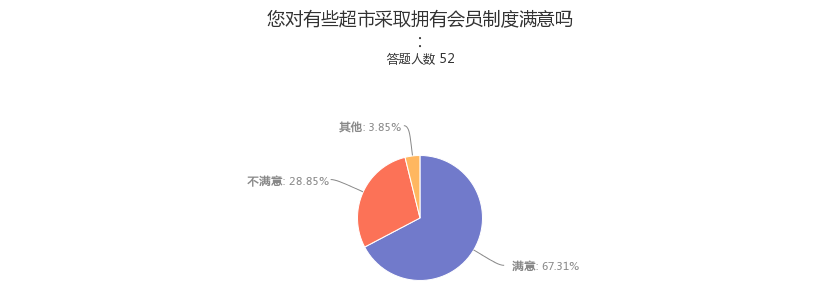 您对有些超市采取拥有会员制度满意吗
:
答题人数 52
其他: 3.85%
不满意: 28.85%
满意: 67.31%